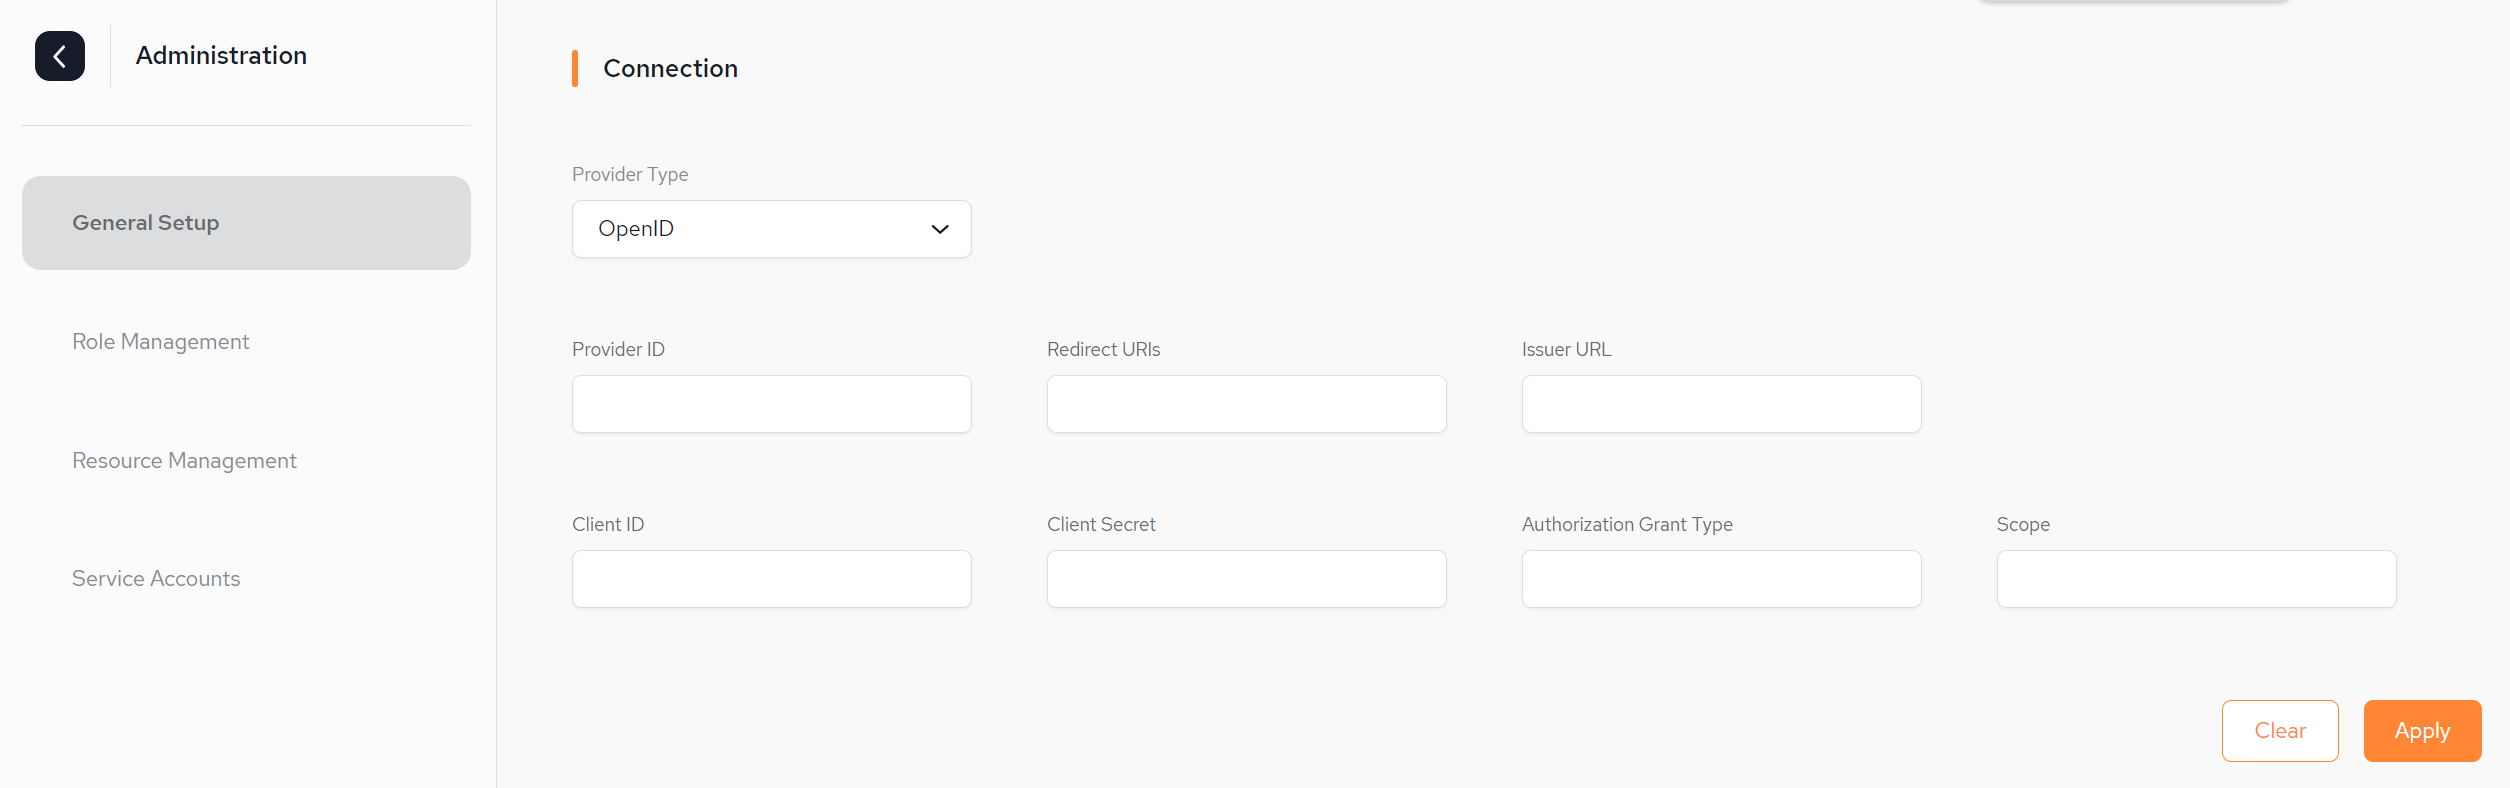 Administration
General Setup
Role Management
Resource Management
Service Accounts
Connection
Provider Type
OpenID
Provider ID
Redirect URIs
Issuer URL
Client ID
Client Secret
Authorization Grant Type
Scope
Clear
Apply